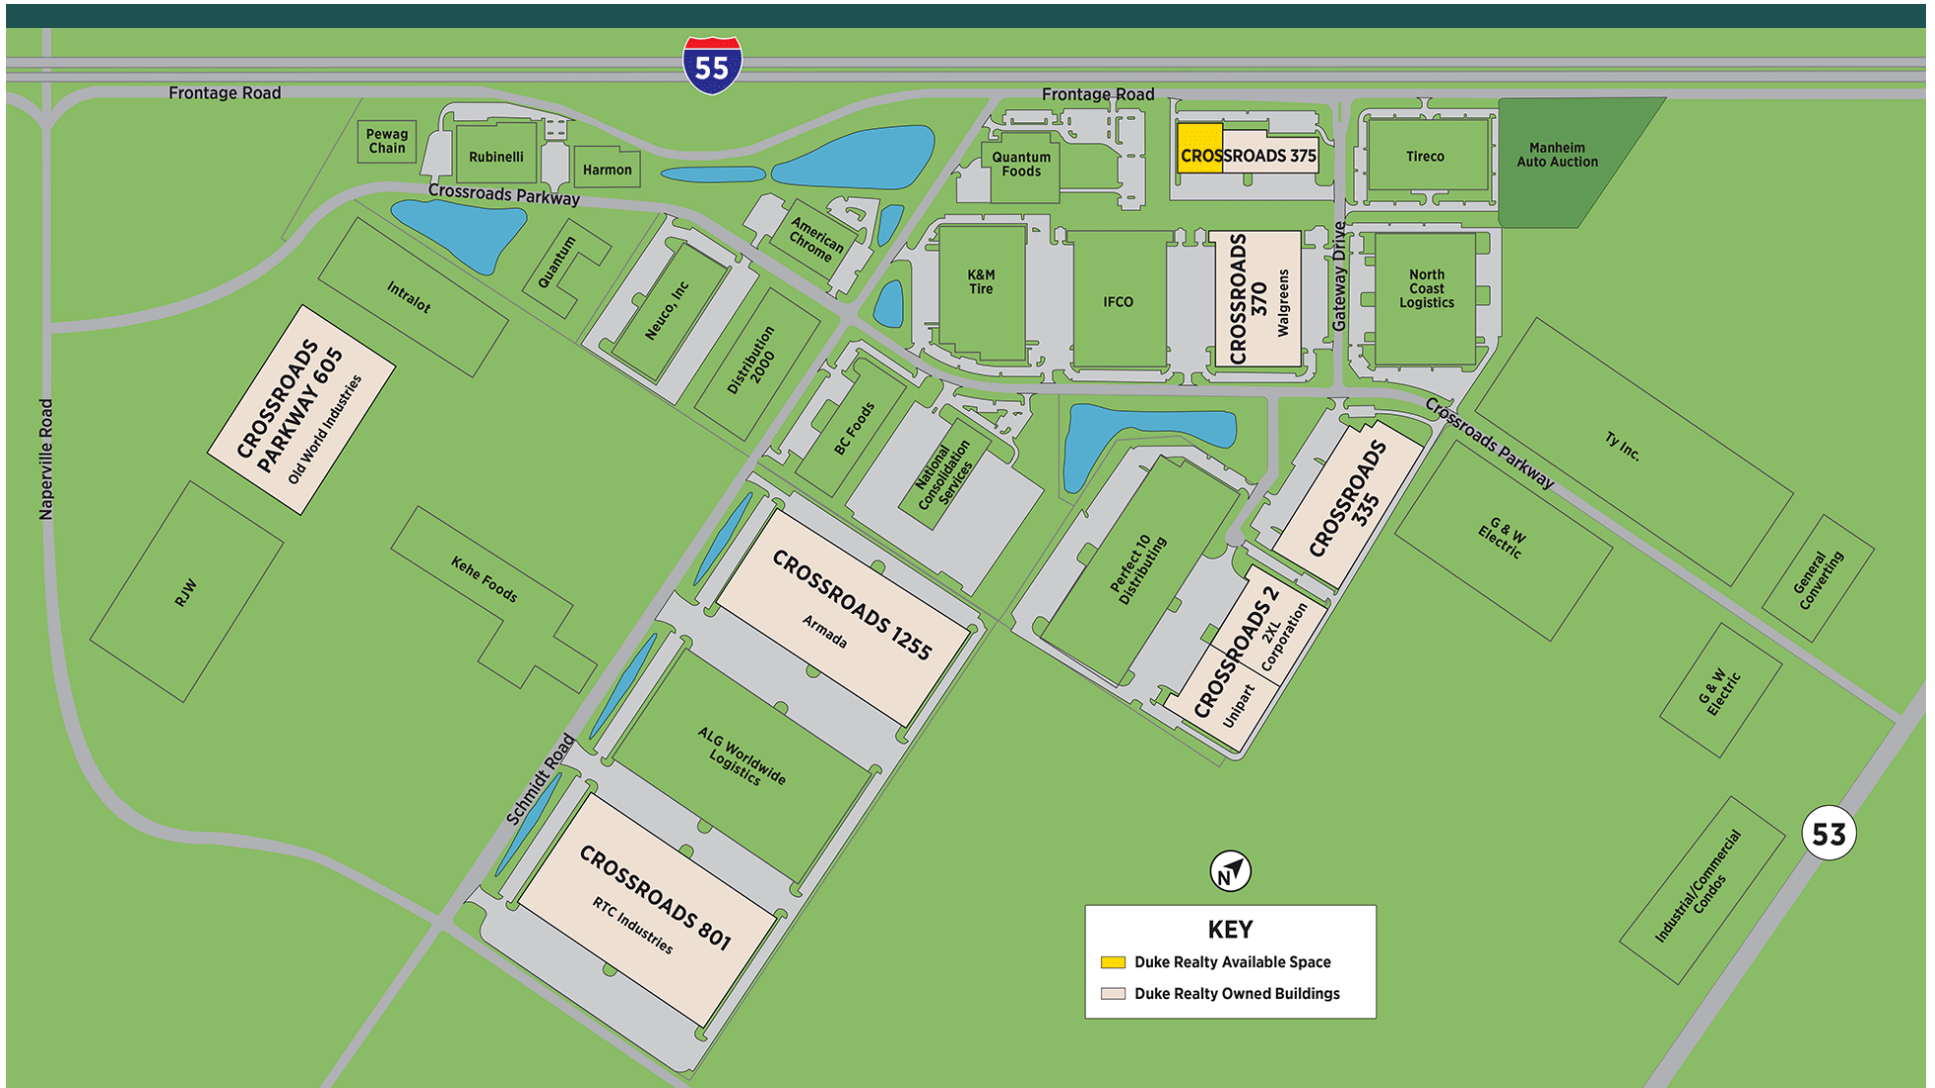 55
Frontage Road
Frontage Road
Pewag
Chain
Rubinelli
Harmon
Crossroads Parkway
Quantum
Foods
CROSSROADS 375
Tireco
Manheim
Auto Auction
American
Chrome
Quantum
Intralot
Neuco, Inc
Distribution
2000
K&M
Tire
IFCO
CROSSROADS
370
Walgreens
Gateway Drive
North
Coast
Logistics
CROSSROADS
PARKWAY 605
Old World Industries
Naperville Road
BC Foods
National
Consolidation
Services
Crossroads Parkway
Ty Inc.
CROSSROADS
335
G & W
Electric
General
Converting
RJW
Kehe Foods
Perfect 10
Distributing
CROSSROADS 1255
Armada
CROSSROADS 2
2XL
Corporation
Unipart
G & W
Electric
ALG Worldwide
Logistics
Schmidt Road
53
CROSSROADS 801
RTC Industries
Industrial/Commercial
Condos
N
KEY
Duke Realty Available Space
Duke Realty Owned Buildings